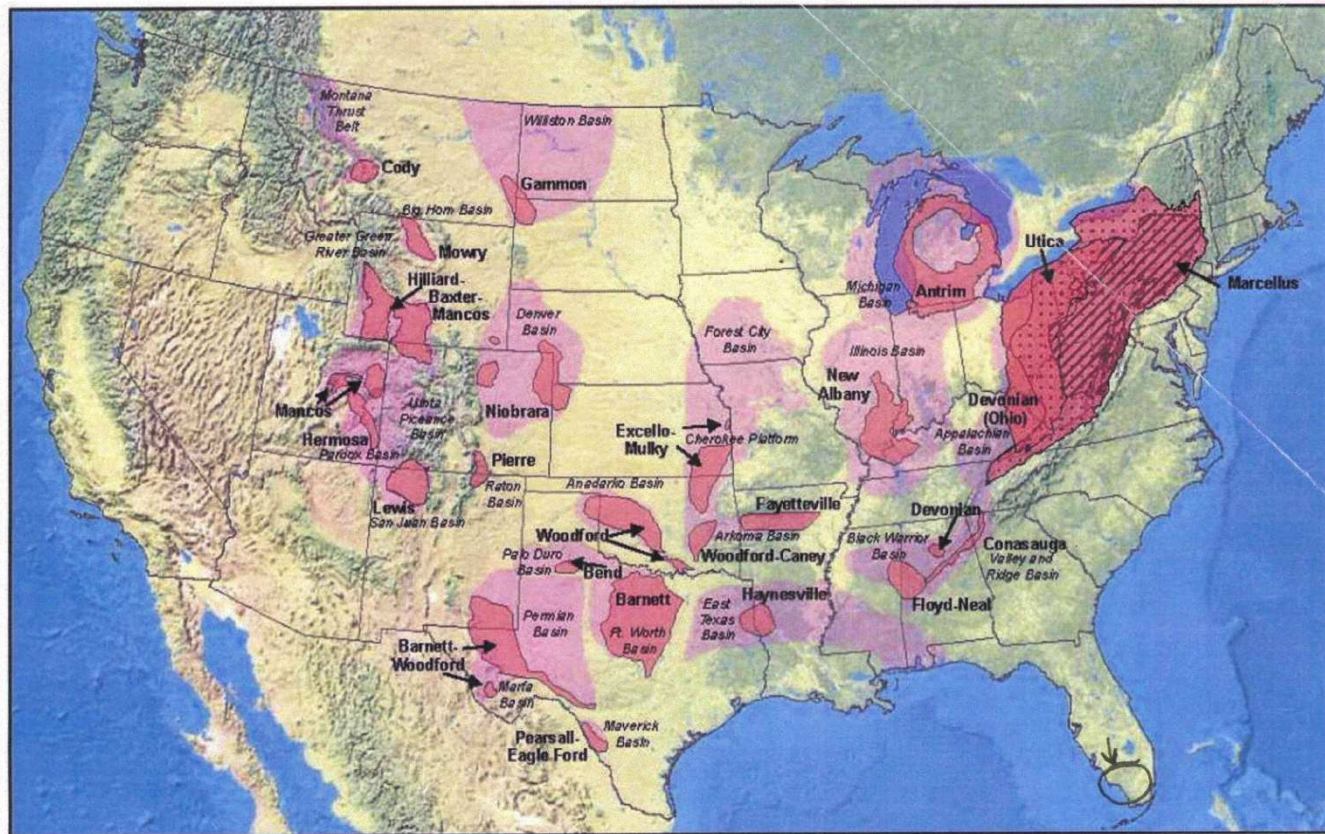 Montana
Thrust
Belt
Williston Basin
Cody
Gammon
Big Horn Basin
Greater Green
River Basin
Mowry
Hilliard-
Baxter-
Mancos
Denver
Basin
Niobrara
Mancos
Uinta
Piceance
Basin
Hermosa
Paradox Basin
Lewis
San Juan Basin
Pierre
Raton
Basin
Anadarko Basin
Forest City
Basin
Excello-
Mulky
Cherokee Platform
Michigan
Basin
Antrim
Illinois Basin
New
Albany
Utica
Marcellus
Devonian
(Ohio)
Appalachian
Basin
Fayetteville
Arkoma Basin
Woodford
Woodford-Caney
Palo Duro
Basin
Bend
Devonian
Black Warrior
Basin
Conasauga
Valley and
Ridge Basin
Floyd-Neal
Barnett
Ft. Worth
Basin
Haynesville
East
Texas
Basin
Permian
Basin
Barnett-
Woodford
Marfa
Basin
Pearsall-
Eagle Ford
Maverick
Basin